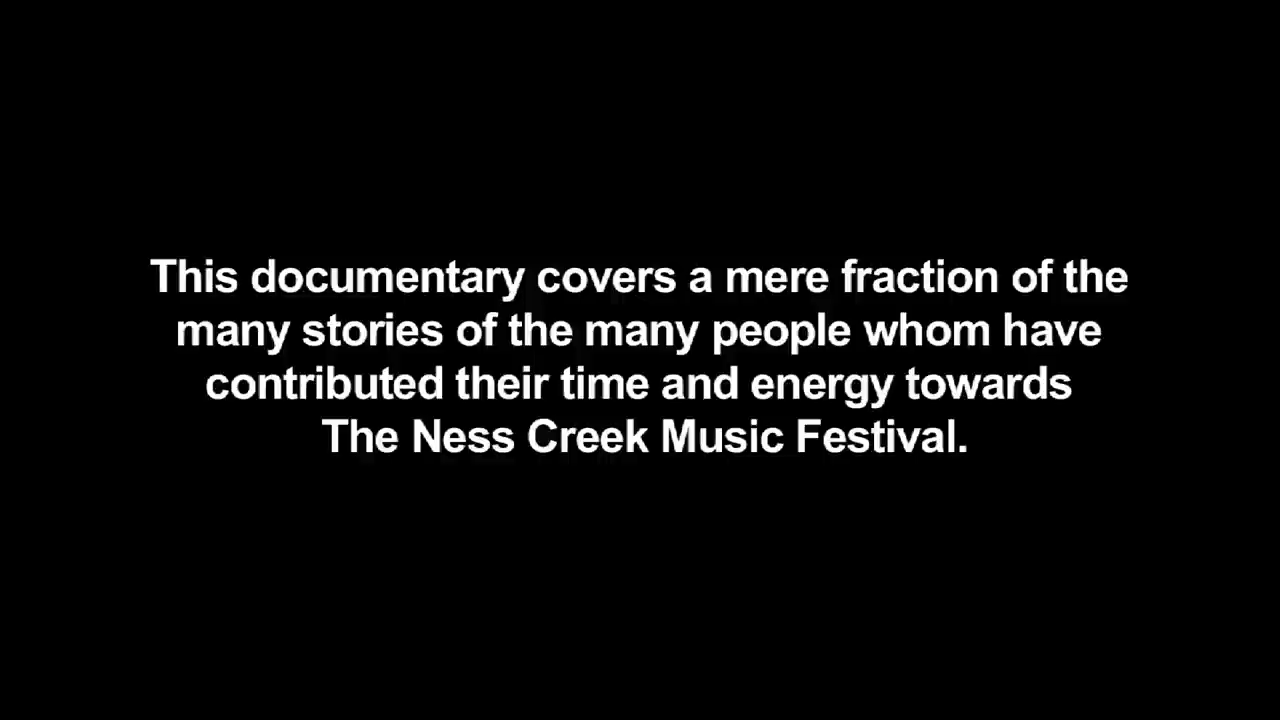 This documentary covers a mere fraction of the
many stories of the many people whom have
contributed their time and energy towards
The Ness Creek Music Festival.